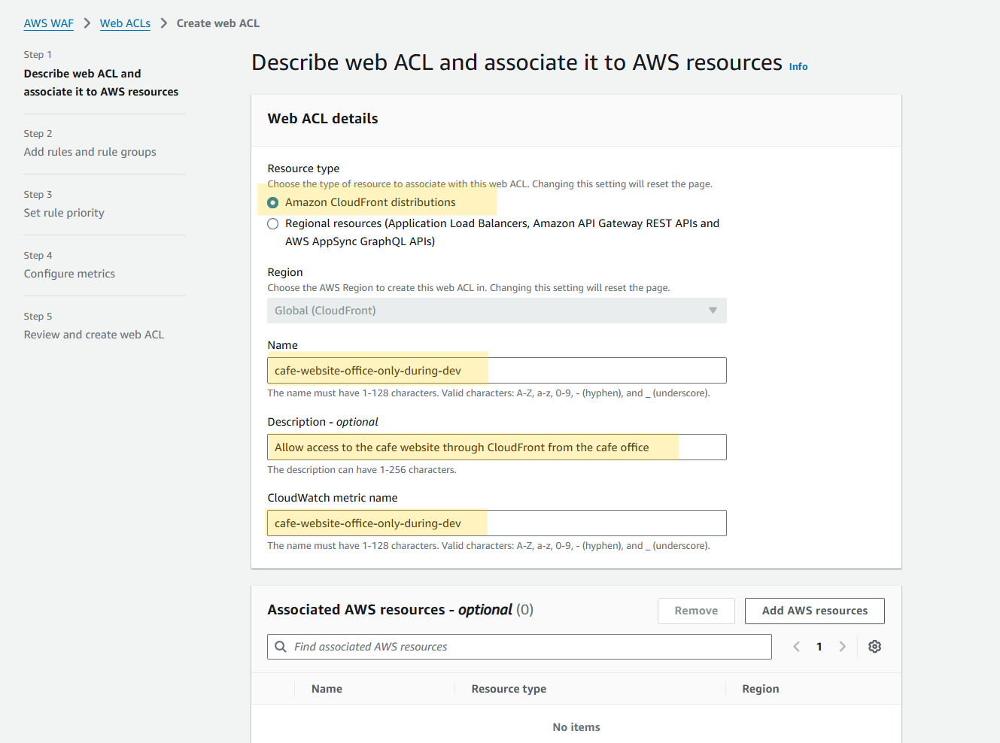 AWS WAF > Web ACLs > Create web ACL
Step 1
Describe web ACL and
associate it to AWS resources
Step 2
Add rules and rule groups
Step 3
Set rule priority
Step 4
Configure metrics
Step 5
Review and create web ACL
Describe web ACL and associate it to AWS resources Info
Web ACL details
Resource type
Choose the type of resource to associate with this web ACL. Changing this setting will reset the page.
Amazon CloudFront distributions
Regional resources (Application Load Balancers, Amazon API Gateway REST APIs and
AWS AppSync GraphQL APIs)
Region
Choose the AWS Region to create this web ACL in. Changing this setting will reset the page.
Global (CloudFront)
Name
cafe-website-office-only-during-dev
The name must have 1-128 characters. Valid characters: A-Z, a-z, 0-9, - (hyphen), and _ (underscore).
Description - optional
Allow access to the cafe website through CloudFront from the cafe office
The description can have 1-256 characters.
CloudWatch metric name
cafe-website-office-only-during-dev
The name must have 1-128 characters. Valid characters: A-Z, a-z, 0-9, - (hyphen), and _ (underscore).
Associated AWS resources - optional (0)
Remove
Add AWS resources
Find associated AWS resources
< 1 >
Name Resource type Region
No items